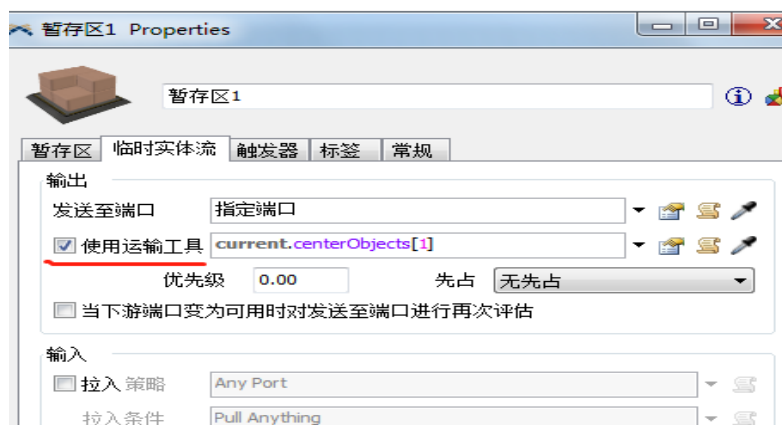 暂存区1 Properties
暂存区1
暂存区 临时实体流 触发器 标签 常规
输出
发送至端口 指定端口
使用运输工具 current.centerObjects[1]
优先级 0.00 先占 无先占
当下游端口变为可用时对发送至端口进行再次评估
输入
拉入 策略 Any Port
拉入条件 Pull Anything